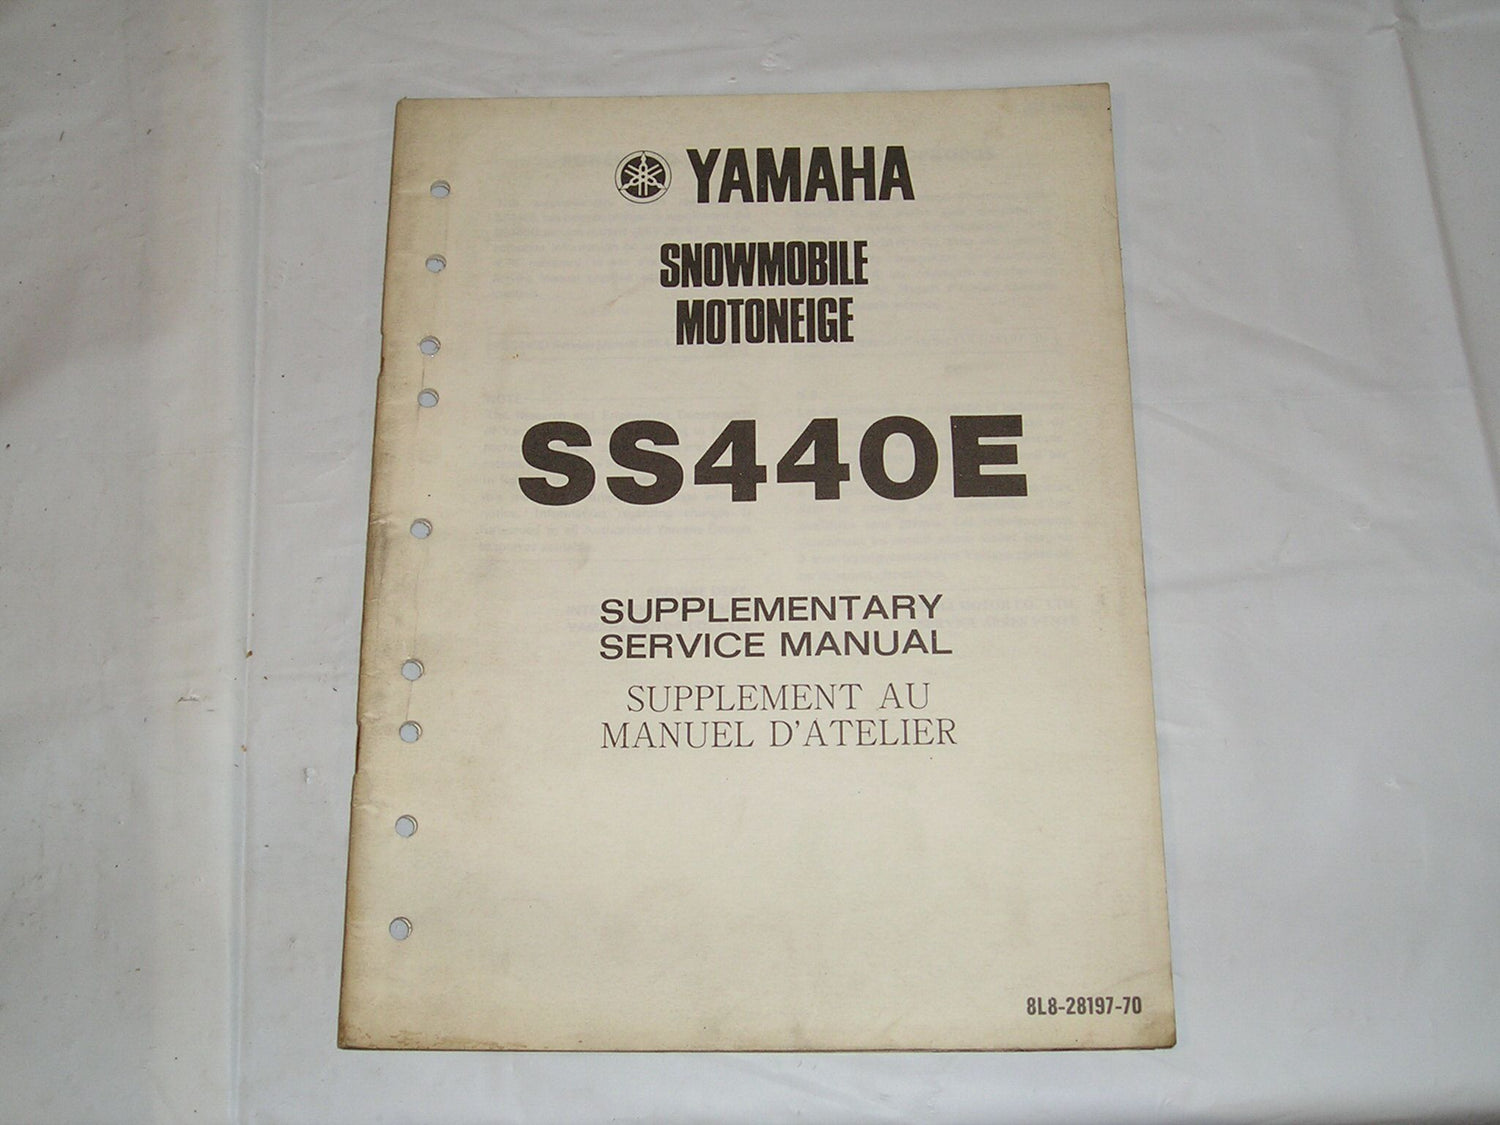 YAMAHA
SNOWMOBILE
MOTONEIGE
SS440E
SUPPLEMENTARY
SERVICE MANUAL
SUPPLEMENT AU
MANUEL D'ATELIER
8L8-28197-70